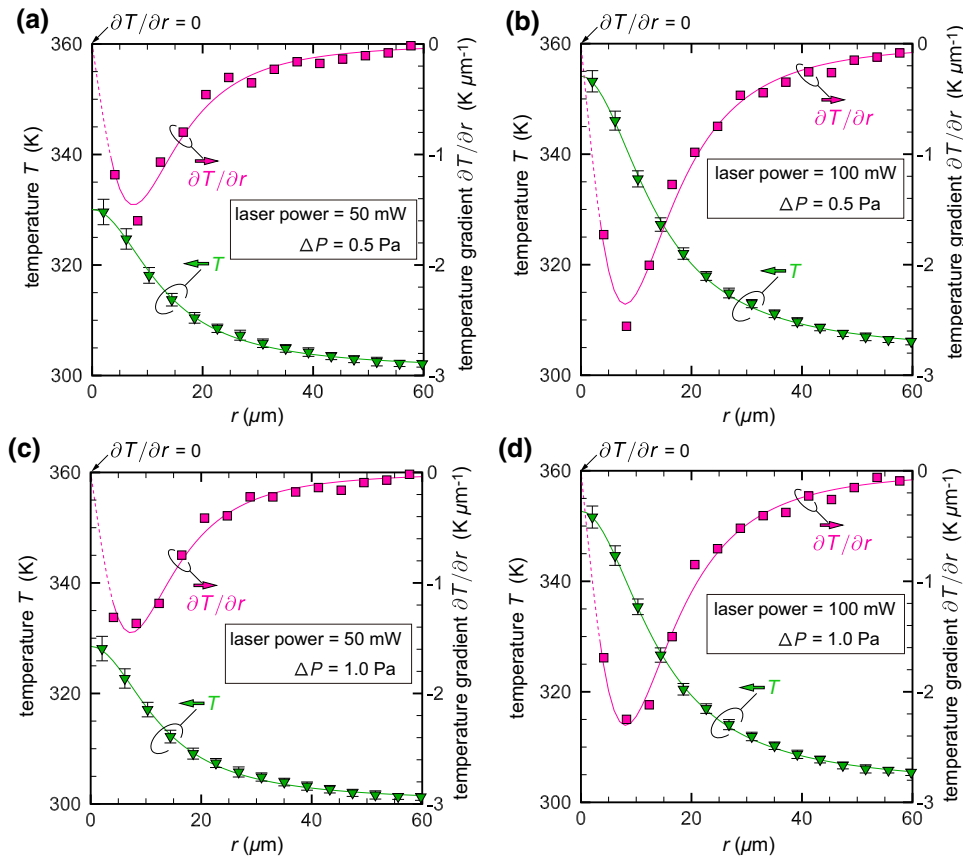 (a)
∂T/∂r = 0
360
340
320
300
0
-1
-2
-3
0
20
40
60
temperature T (K)
temperature gradient ∂T/∂r (K μm⁻¹)
∂T/∂r
laser power = 50 mW
ΔP = 0.5 Pa
T
r (μm)
(b)
∂T/∂r = 0
360
340
320
300
0
-1
-2
-3
0
20
40
60
temperature T (K)
temperature gradient ∂T/∂r (K μm⁻¹)
∂T/∂r
laser power = 100 mW
ΔP = 0.5 Pa
T
r (μm)
(c)
∂T/∂r = 0
360
340
320
300
0
-1
-2
-3
0
20
40
60
temperature T (K)
temperature gradient ∂T/∂r (K μm⁻¹)
∂T/∂r
laser power = 50 mW
ΔP = 1.0 Pa
T
r (μm)
(d)
∂T/∂r = 0
360
340
320
300
0
-1
-2
-3
0
20
40
60
temperature T (K)
temperature gradient ∂T/∂r (K μm⁻¹)
∂T/∂r
laser power = 100 mW
ΔP = 1.0 Pa
T
r (μm)